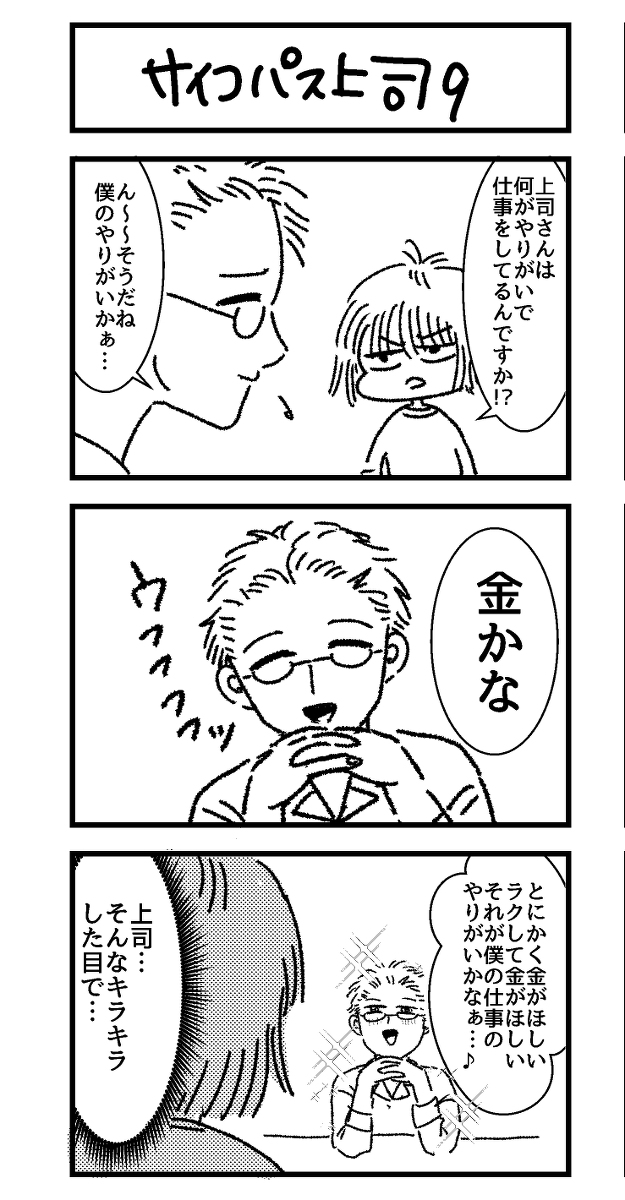 サイコパス上司9
上司さんは
何がやりがいで
仕事をしてるんですか!?
ん〜〜そうだね
僕のやりがいかぁ…
金かな
ウフフフフッ
とにかく金がほしい
ラクして金がほしい
それが僕の仕事の
やりがいかなぁ…♪
上司…
そんなキラキラ
した目で…